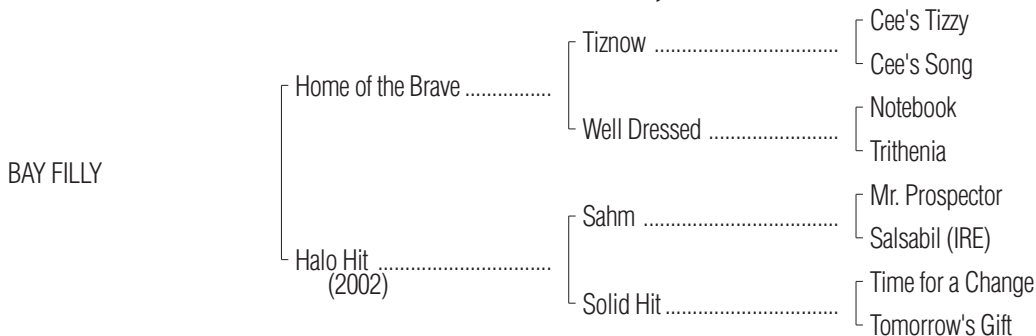 Cee's Tizzy
Tiznow ....................................
Cee's Song
Home of the Brave ................
Notebook
Well Dressed .........................
Trithenia
BAY FILLY
Mr. Prospector
Sahm ......................................
Salsabil (IRE)
Halo Hit ................................
(2002)
Time for a Change
Solid Hit ..................................
Tomorrow's Gift